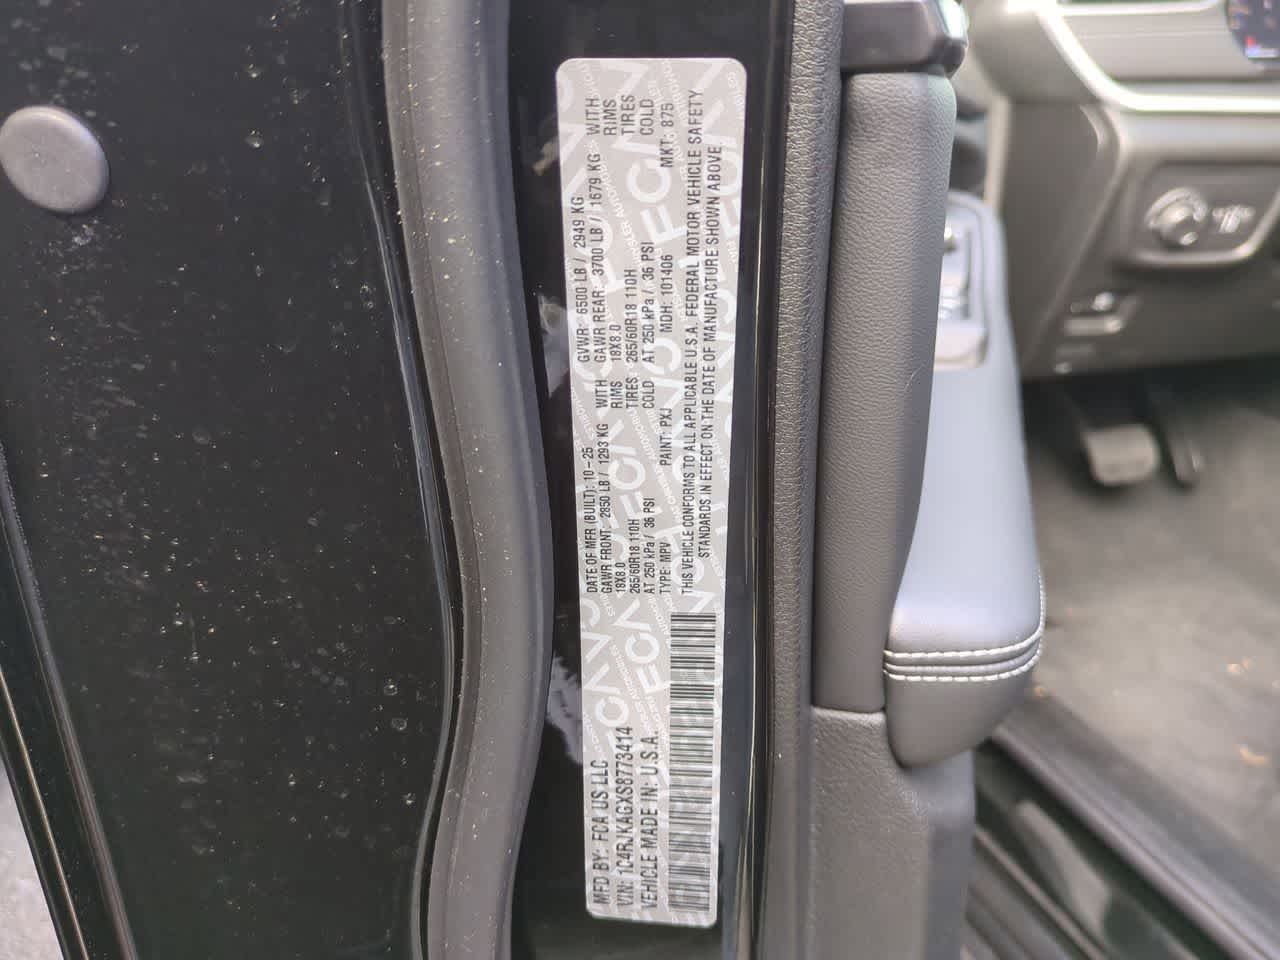 MFD BY: FCA US LLC
VIN: 1C4RJKAGXS8773414
VEHICLE MADE IN: U.S.A.
DATE OF MFR (BUILT): 10-25 GVWR: 6500 LB / 2949 KG
GAWR FRONT: 2850 LB / 1293 KG WITH GAWR REAR: 3700 LB / 1679 KG WITH
18X8.0 RIMS 18X8.0 RIMS
265/60R18 110H TIRES 265/60R18 110H TIRES
AT 250 kPa / 36 PSI COLD AT 250 kPa / 36 PSI COLD
TYPE: MPV PAINT: PXJ MDH: 101406 MKT: 875
THIS VEHICLE CONFORMS TO ALL APPLICABLE U.S.A. FEDERAL MOTOR VEHICLE SAFETY
STANDARDS IN EFFECT ON THE DATE OF MANUFACTURE SHOWN ABOVE